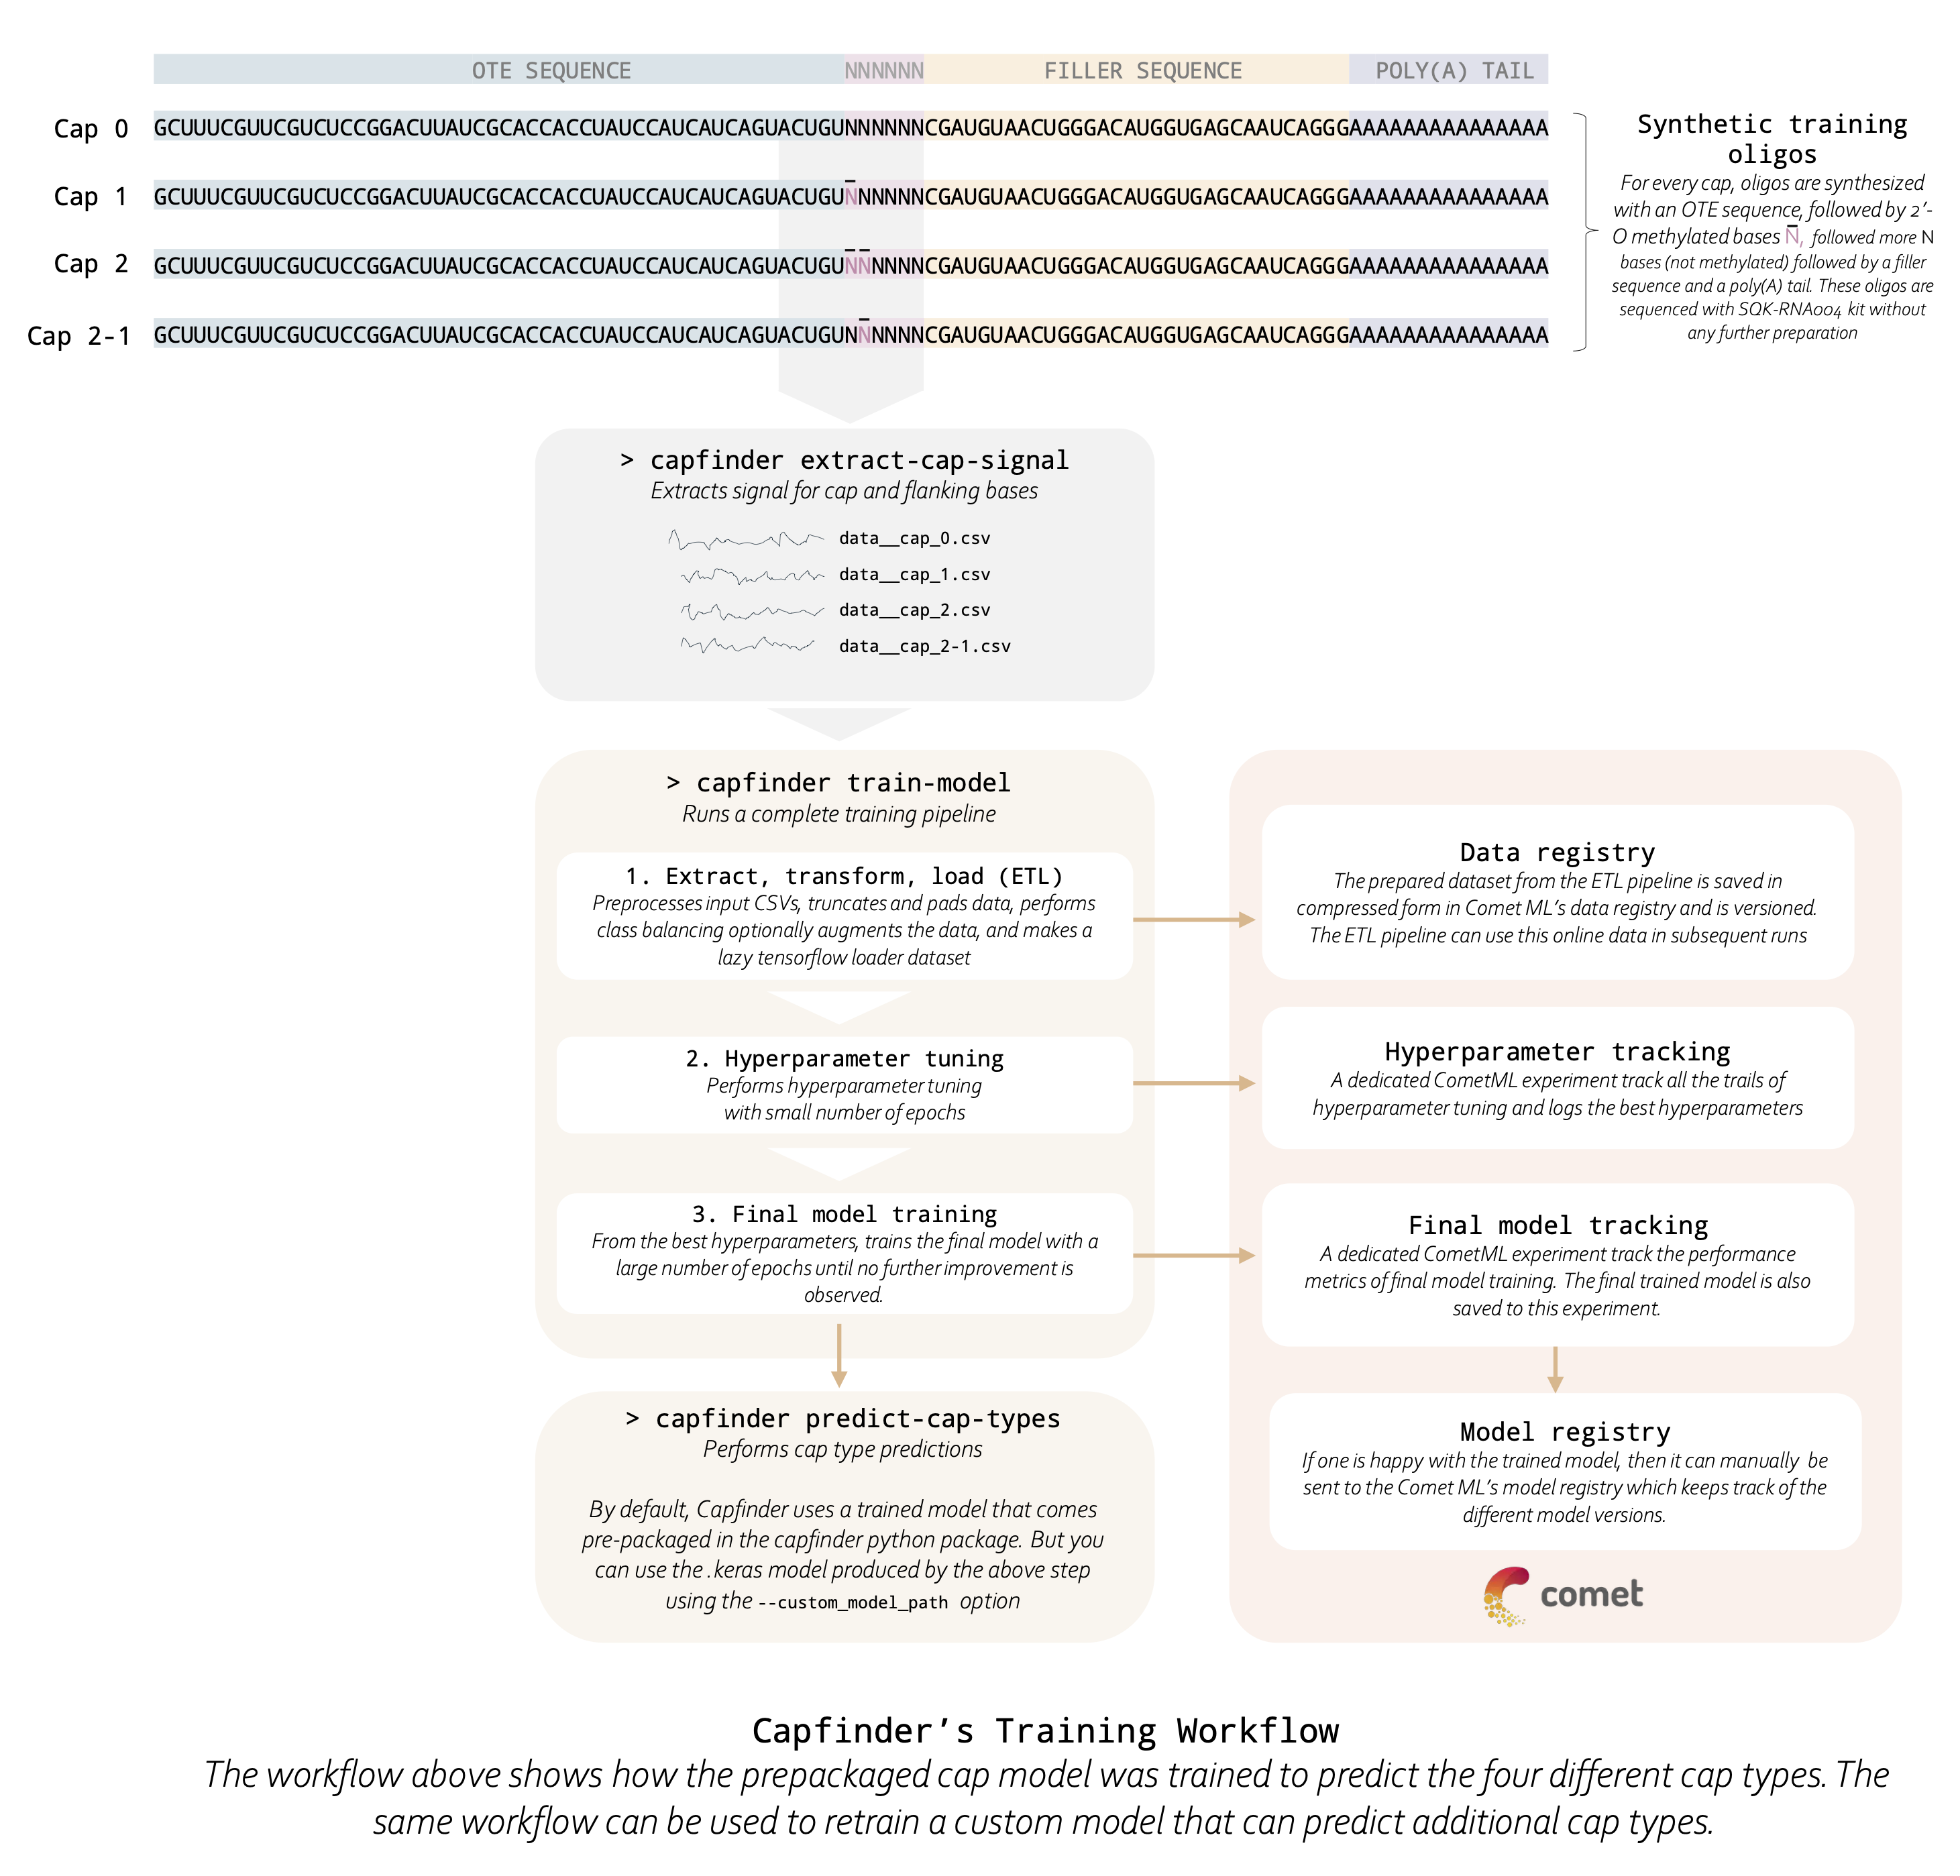 OTE SEQUENCE NNNNNN FILLER SEQUENCE POLY(A) TAIL
Cap 0 GCUUUCGUUCGUCUCCGGACUUAUCGCACCACCUAUCCAUCAUCAGUACUGUNNNNNNCGAUGUAACUGGGACAUGGUGAGCAAUCAGGGAAAAAAAAAAAAAAA
Cap 1 GCUUUCGUUCGUCUCCGGACUUAUCGCACCACCUAUCCAUCAUCAGUACUGUN̅NNNNNCGAUGUAACUGGGACAUGGUGAGCAAUCAGGGAAAAAAAAAAAAAAA
Cap 2 GCUUUCGUUCGUCUCCGGACUUAUCGCACCACCUAUCCAUCAUCAGUACUGUN̅N̅NNNNCGAUGUAACUGGGACAUGGUGAGCAAUCAGGGAAAAAAAAAAAAAAA
Cap 2-1 GCUUUCGUUCGUCUCCGGACUUAUCGCACCACCUAUCCAUCAUCAGUACUGUNN̅NNNNCGAUGUAACUGGGACAUGGUGAGCAAUCAGGGAAAAAAAAAAAAAAA
Synthetic training
oligos
For every cap, oligos are synthesized
with an OTE sequence, followed by 2’-
O methylated bases N̅, followed more N
bases (not methylated) followed by a filler
sequence and a poly(A) tail. These oligos are
sequenced with SQK-RNA004 kit without
any further preparation
> capfinder extract-cap-signal
Extracts signal for cap and flanking bases
data__cap_0.csv
data__cap_1.csv
data__cap_2.csv
data__cap_2-1.csv
> capfinder train-model
Runs a complete training pipeline
1. Extract, transform, load (ETL)
Preprocesses input CSVs, truncates and pads data, performs
class balancing optionally augments the data, and makes a
lazy tensorflow loader dataset
2. Hyperparameter tuning
Performs hyperparameter tuning
with small number of epochs
3. Final model training
From the best hyperparameters, trains the final model with a
large number of epochs until no further improvement is
observed.
> capfinder predict-cap-types
Performs cap type predictions
By default, Capfinder uses a trained model that comes
pre-packaged in the capfinder python package. But you
can use the .keras model produced by the above step
using the --custom_model_path option
Data registry
The prepared dataset from the ETL pipeline is saved in
compressed form in Comet ML’s data registry and is versioned.
The ETL pipeline can use this online data in subsequent runs
Hyperparameter tracking
A dedicated CometML experiment track all the trails of
hyperparameter tuning and logs the best hyperparameters
Final model tracking
A dedicated CometML experiment track the performance
metrics of final model training. The final trained model is also
saved to this experiment.
Model registry
If one is happy with the trained model, then it can manually be
sent to the Comet ML’s model registry which keeps track of the
different model versions.
comet
Capfinder’s Training Workflow
The workflow above shows how the prepackaged cap model was trained to predict the four different cap types. The
same workflow can be used to retrain a custom model that can predict additional cap types.